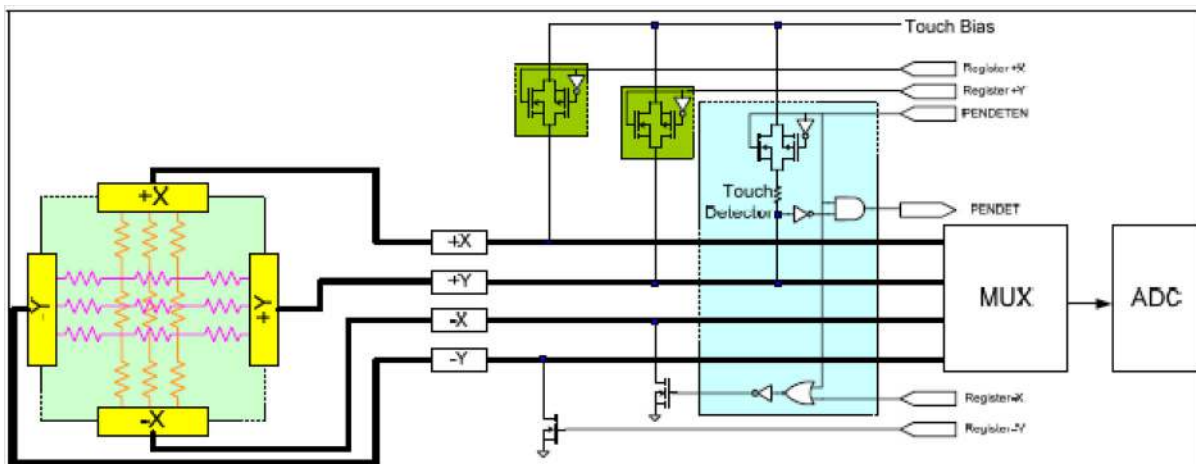 Touch Bias
Register +X
Register +Y
PENDETEN
+X
Touch
Detector
PENDET
+X
-Y
+Y
+Y
MUX
ADC
-X
-Y
-X
Register-X
Register-Y